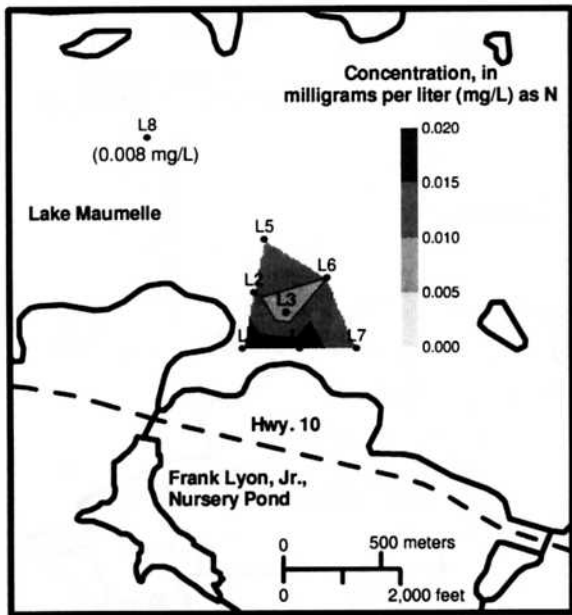 Concentration, in
milligrams per liter (mg/L) as N
L8
(0.008 mg/L)
0.020
0.015
0.010
0.005
0.000
Lake Maumelle
L5
L6
L2
L3
L7
Hwy. 10
Frank Lyon, Jr.,
Nursery Pond
0 500 meters
0 2,000 feet